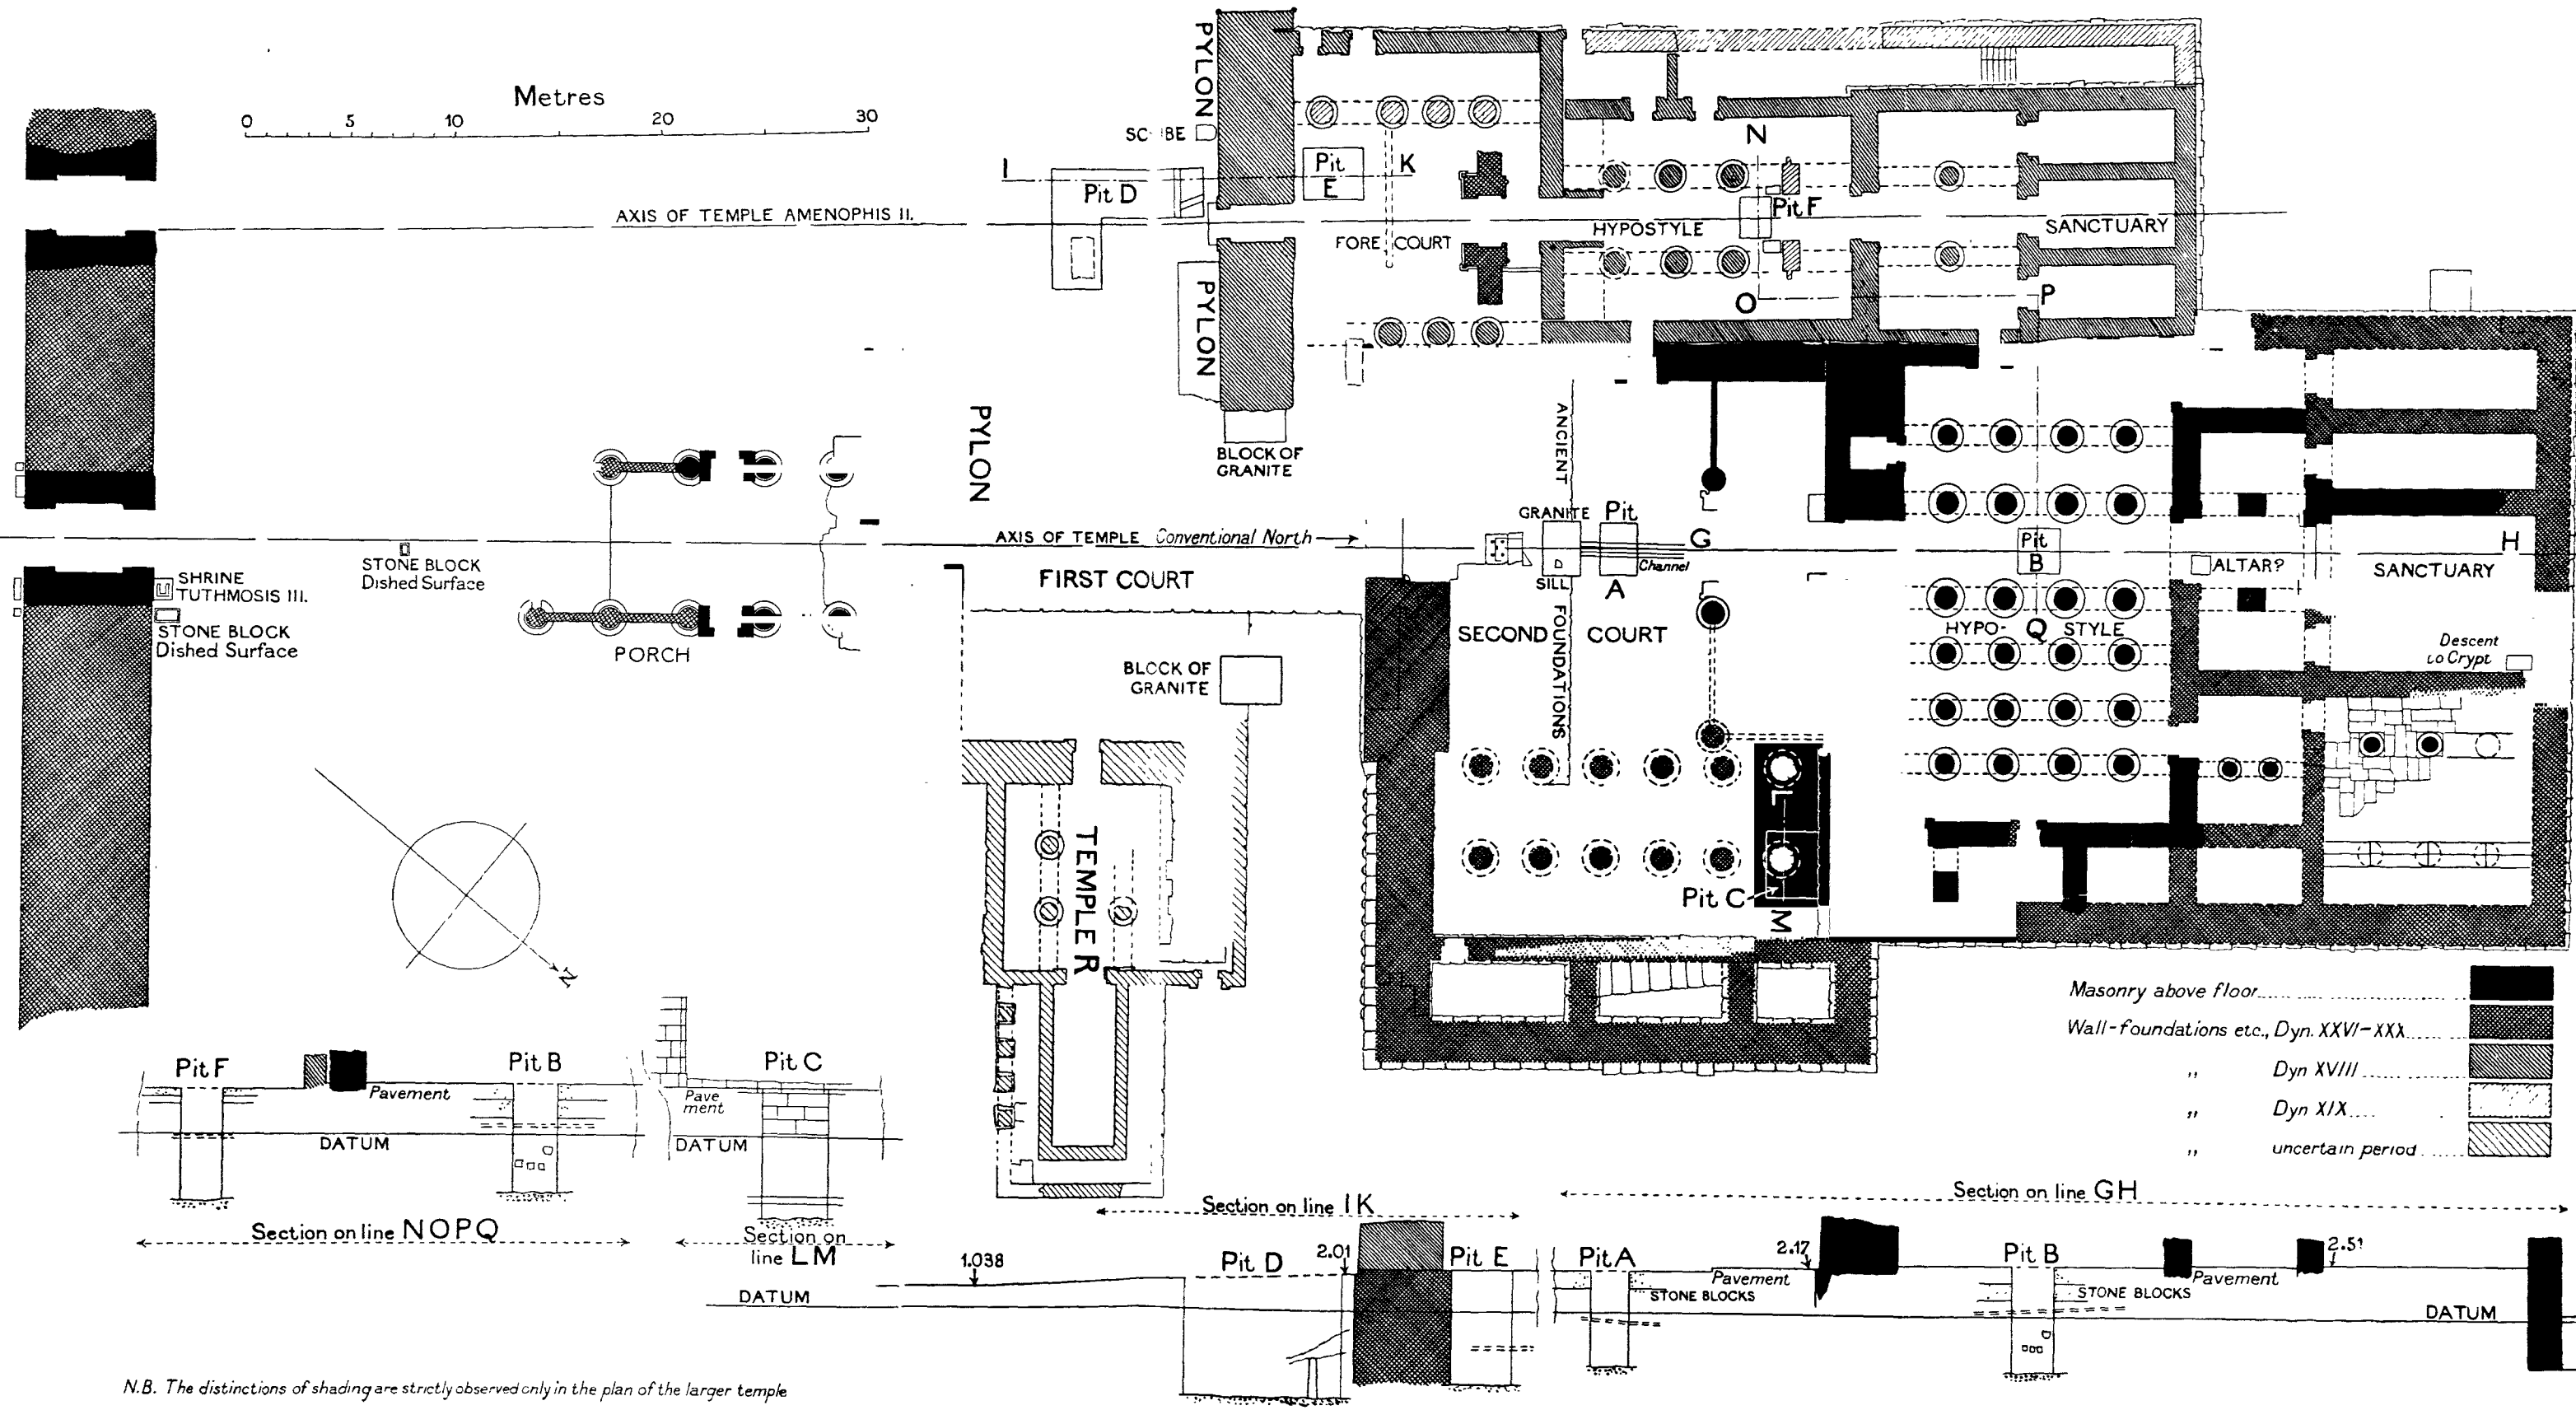 Metres
0 5 10 20 30
PYLON
I
Pit D
Pit
E
K
N
Pit F
AXIS OF TEMPLE AMENOPHIS II.
FORE COURT
HYPOSTYLE
SANCTUARY
O
P
PYLON
BLOCK OF
GRANITE
PYLON
ANCIENT
FOUNDATIONS
GRANITE
SILL
Pit
A
G
Channel
AXIS OF TEMPLE Conventional North
STONE BLOCK
Dished Surface
SHRINE
TUTHMOSIS III.
STONE BLOCK
Dished Surface
PORCH
FIRST COURT
SECOND COURT
Pit
B
ALTAR?
H
SANCTUARY
HYPO- Q STYLE
Descent
to Crypt
BLOCK OF
GRANITE
TEMPLE R
L
Pit C
M
N
Masonry above floor
Wall-foundations etc., Dyn. XXVI-XXX
,, Dyn XVIII
,, Dyn XIX
,, uncertain period
Pit F
Pavement
Pit B
DATUM
Section on line NOPQ
Pave
ment
Pit C
DATUM
Section on
line LM
Section on line IK
1.038
DATUM
Pit D
2.01
Pit E
Section on line GH
Pit A
Pavement
STONE BLOCKS
2.17
Pit B
STONE BLOCKS
Pavement
DATUM
N.B. The distinctions of shading are strictly observed only in the plan of the larger temple